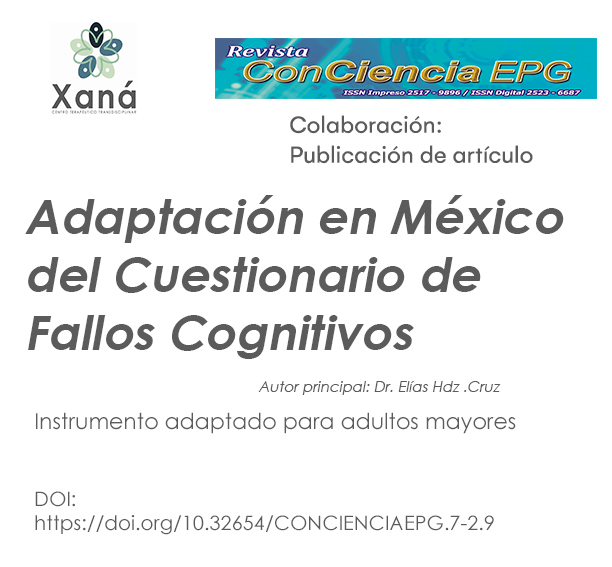 Xaná
CENTRO TERAPÉUTICO TRANSDISCIPLINAR
Revista
ConCiencia EPG
ISSN Impreso 2517 - 9896 / ISSN Digital 2523 - 6687
Colaboración:
Publicación de artículo
Adaptación en México
del Cuestionario de
Fallos Cognitivos
Autor principal: Dr. Elías Hdz .Cruz
Instrumento adaptado para adultos mayores
DOI:
https://doi.org/10.32654/CONCIENCIAEPG.7-2.9